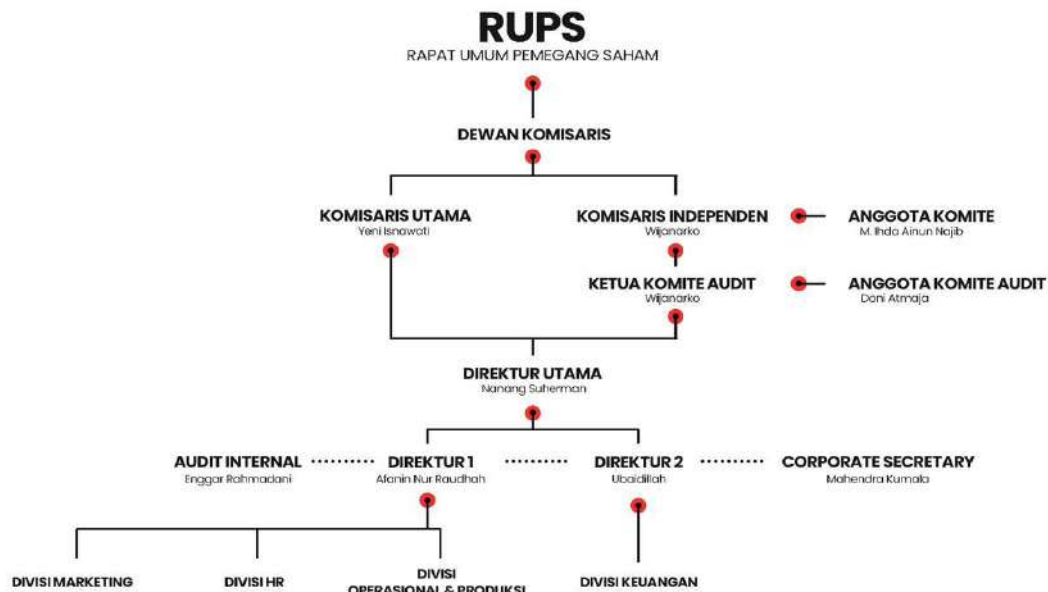 RUPS
RAPAT UMUM PEMEGANG SAHAM
DEWAN KOMISARIS
KOMISARIS UTAMA
Yeni Isnawati
KOMISARIS INDEPENDEN
Wijanarko
ANGGOTA KOMITE
M. Ihda Ainun Najib
KETUA KOMITE AUDIT
Wijanarko
ANGGOTA KOMITE AUDIT
Doni Atmaja
DIREKTUR UTAMA
Nanang Suherman
AUDIT INTERNAL
Enggar Rahmadani
DIREKTUR 1
Alanin Nur Raudhah
DIREKTUR 2
Ubaidillah
CORPORATE SECRETARY
Mahendra Kumala
DIVISI MARKETING
DIVISI HR
DIVISI
OPERASIONAL & PRODUKSI
DIVISI KEUANGAN